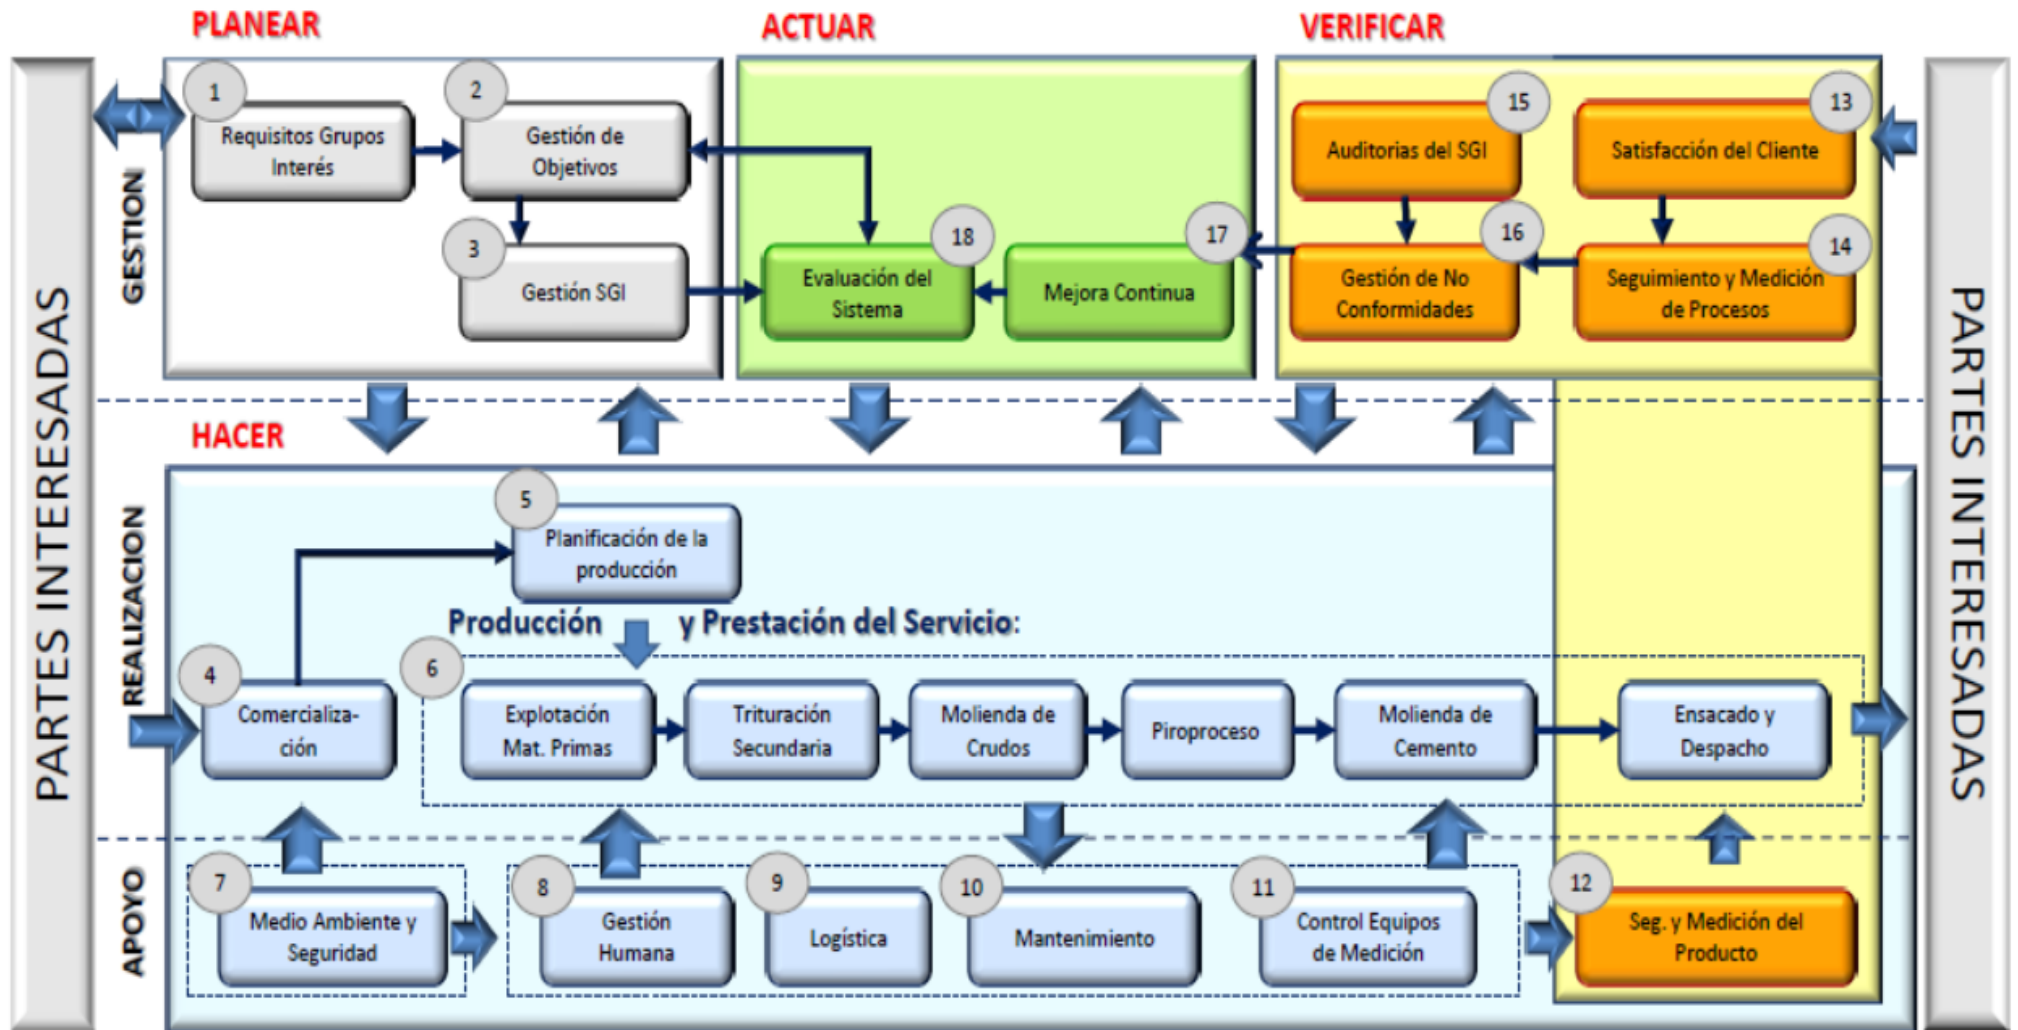 PLANEAR
ACTUAR
VERIFICAR
PARTES INTERESADAS
GESTION
1
Requisitos Grupos
Interés
2
Gestión de
Objetivos
3
Gestión SGI
18
Evaluación del
Sistema
17
Mejora Continua
15
Auditorias del SGI
13
Satisfacción del Cliente
16
Gestión de No
Conformidades
14
Seguimiento y Medición
de Procesos
PARTES INTERESADAS
HACER
REALIZACION
5
Planificación de la
producción
Producción y Prestación del Servicio:
4
Comercializa-
ción
6
Explotación
Mat. Primas
Trituración
Secundaria
Molienda de
Crudos
Piroproceso
Molienda de
Cemento
Ensacado y
Despacho
APOYO
7
Medio Ambiente y
Seguridad
8
Gestión
Humana
9
Logística
10
Mantenimiento
11
Control Equipos
de Medición
12
Seg. y Medición del
Producto